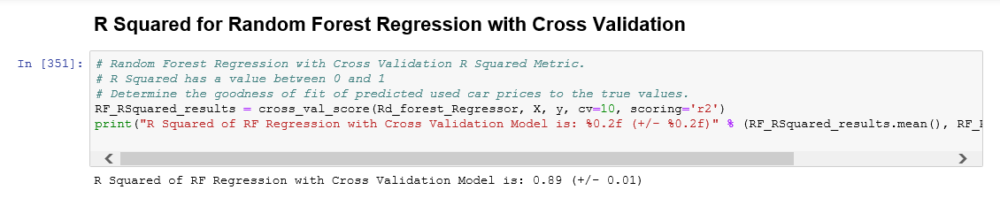 R Squared for Random Forest Regression with Cross Validation
In [351]: # Random Forest Regression with Cross Validation R Squared Metric.
# R Squared has a value between 0 and 1
# Determine the goodness of fit of predicted used car prices to the true values.
RF_RSquared_results = cross_val_score(Rd_forest_Regressor, X, y, cv=10, scoring='r2')
print("R Squared of RF Regression with Cross Validation Model is: %0.2f (+/- %0.2f)" % (RF_RSquared_results.mean(), RF_
R Squared of RF Regression with Cross Validation Model is: 0.89 (+/- 0.01)